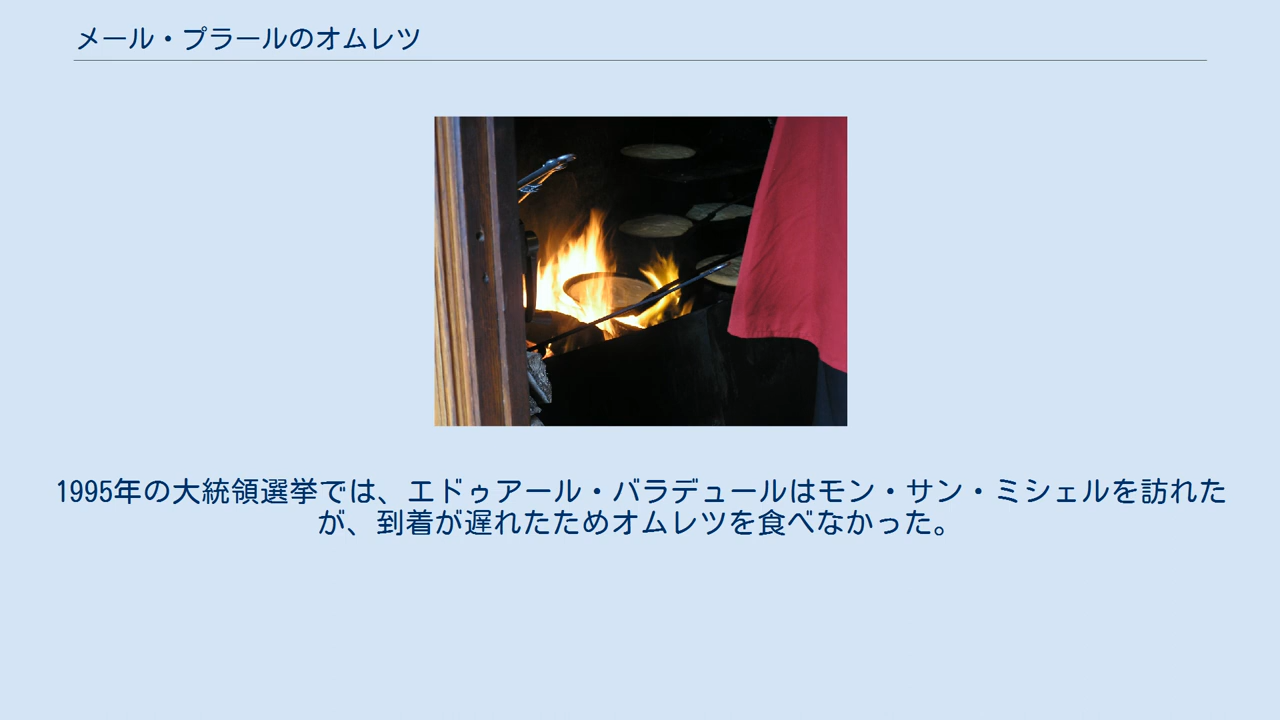 メール・プラールのオムレツ
1995年の大統領選挙では、エドゥアール・バラデュールはモン・サン・ミシェルを訪れた
が、到着が遅れたためオムレツを食べなかった。